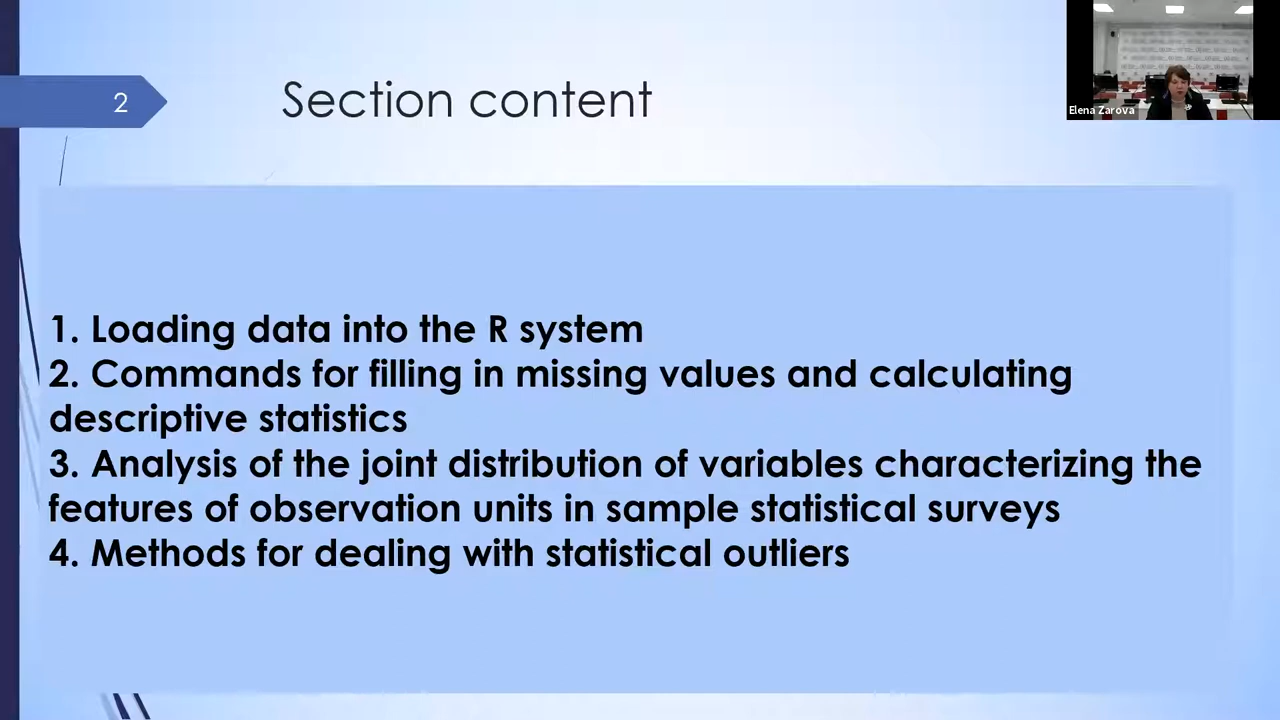 2
Section content
Elena Zarova
1. Loading data into the R system
2. Commands for filling in missing values and calculating
descriptive statistics
3. Analysis of the joint distribution of variables characterizing the
features of observation units in sample statistical surveys
4. Methods for dealing with statistical outliers